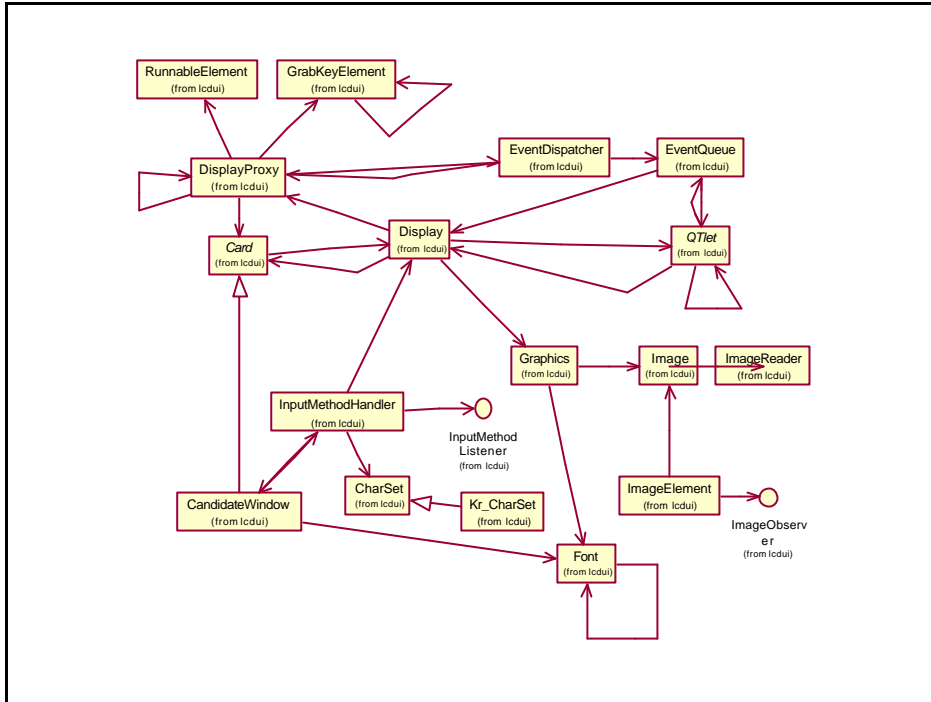 RunnableElement
(from lcdui)
GrabKeyElement
(from lcdui)
EventDispatcher
(from lcdui)
EventQueue
(from lcdui)
DisplayProxy
(from lcdui)
Display
(from lcdui)
QTlet
(from lcdui)
Card
(from lcdui)
Graphics
(from lcdui)
Image
(from lcdui)
ImageReader
(from lcdui)
InputMethodHandler
(from lcdui)
InputMethod
Listener
(from lcdui)
CharSet
(from lcdui)
Kr_CharSet
(from lcdui)
CandidateWindow
(from lcdui)
ImageElement
(from lcdui)
ImageObserv
er
(from lcdui)
Font
(from lcdui)